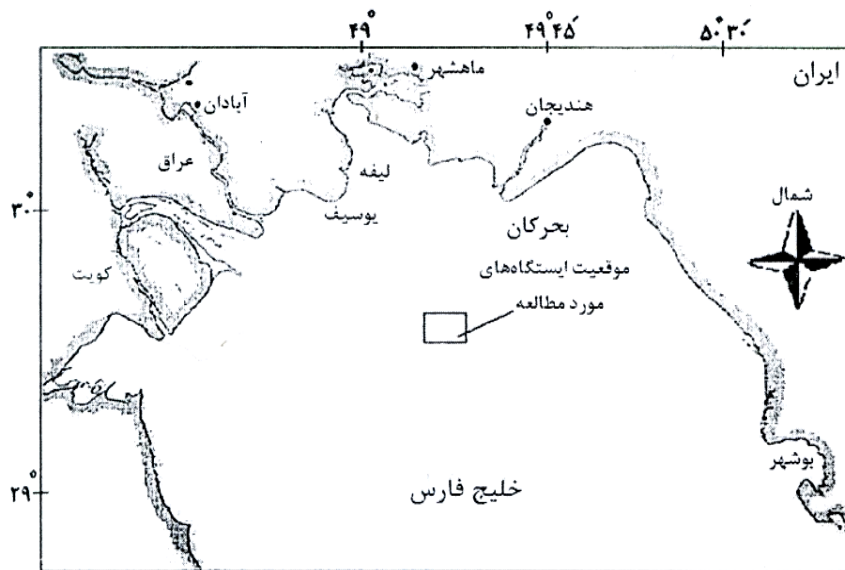 ۴۹°
۴۹°۴۵′
۵۰°۳۰′
ایران
ماهشهر
آبادان
هندیجان
عراق
لیفه
شمال
یوسیف
۳۰°
بحرکان
کویت
موقعیت ایستگاه‌های
مورد مطالعه
بوشهر
خلیج فارس
۲۹°